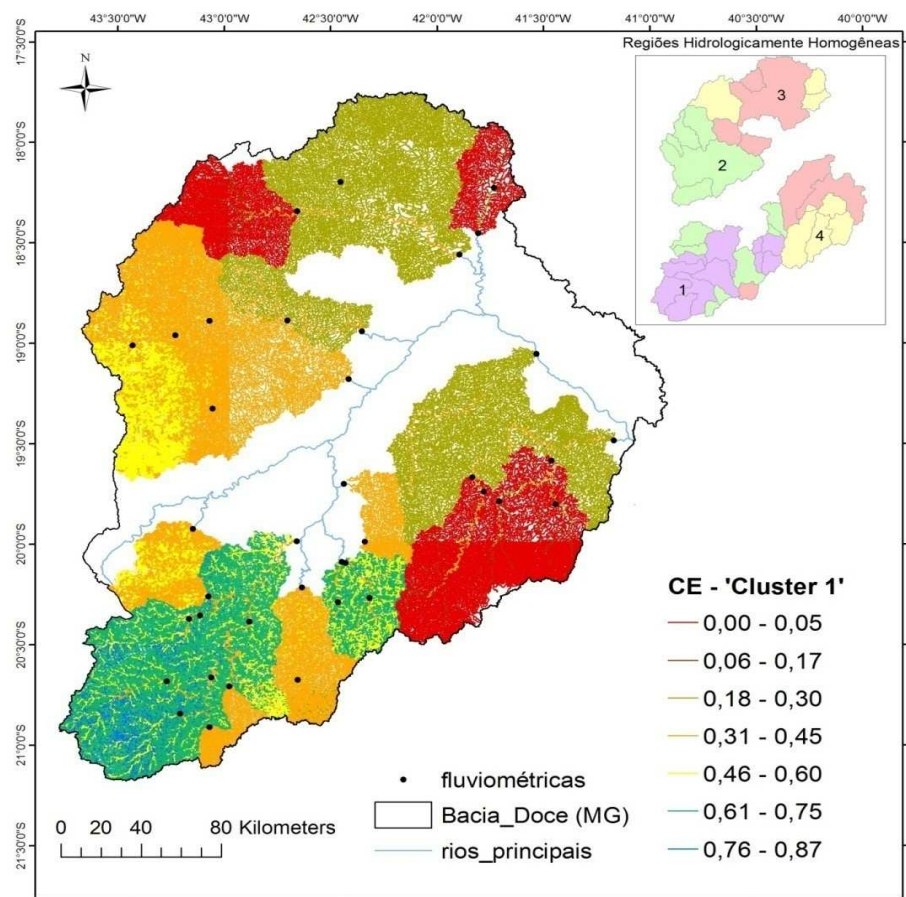 43°30'0"W 43°00'0"W 42°30'0"W 42°00'0"W 41°30'0"W 41°00'0"W 40°30'0"W 40°00'0"W
17°30'0"S
18°0'0"S
18°30'0"S
19°0'0"S
19°30'0"S
20°0'0"S
20°30'0"S
21°0'0"S
21°30'0"S
N
Regiões Hidrologicamente Homogêneas
3
2
4
1
CE - 'Cluster 1'
0,00 - 0,05
0,06 - 0,17
0,18 - 0,30
0,31 - 0,45
0,46 - 0,60
0,61 - 0,75
0,76 - 0,87
fluviométricas
Bacia_Doce (MG)
rios_principais
0 20 40 80 Kilometers